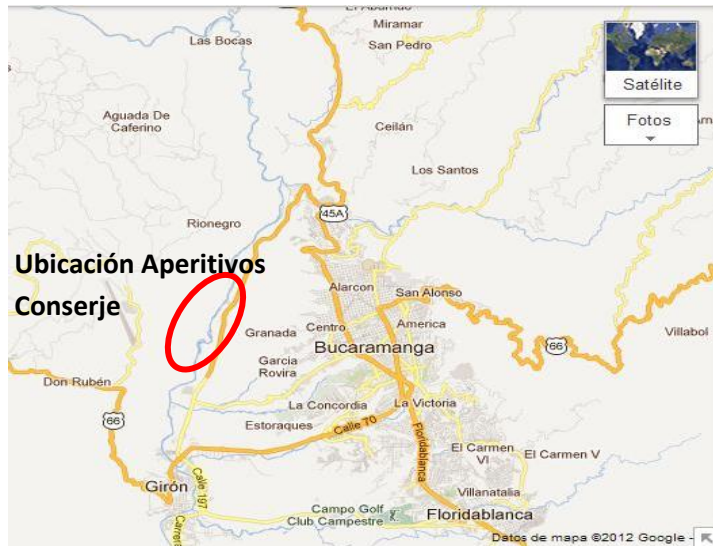 El Abarrio
Miramar
San Pedro
Las Bocas
Satélite
Fotos
Aguada De
Caferino
Ceilán
Los Santos
Rionegro
45A
Ubicación Aperitivos
Conserje
Alarcon
San Alonso
Granada
Centro
America
Bucaramanga
Villabol
66
Garcia
Rovira
Don Rubén
66
La Concordia
La Victoria
Estoraques
Calle 70
Floridablanca
El Carmen
VI
El Carmen V
Girón
Calle 197
Villanatalia
Campo Golf
Club Campestre
Floridablanca
Carrera
Datos de mapa ©2012 Google -